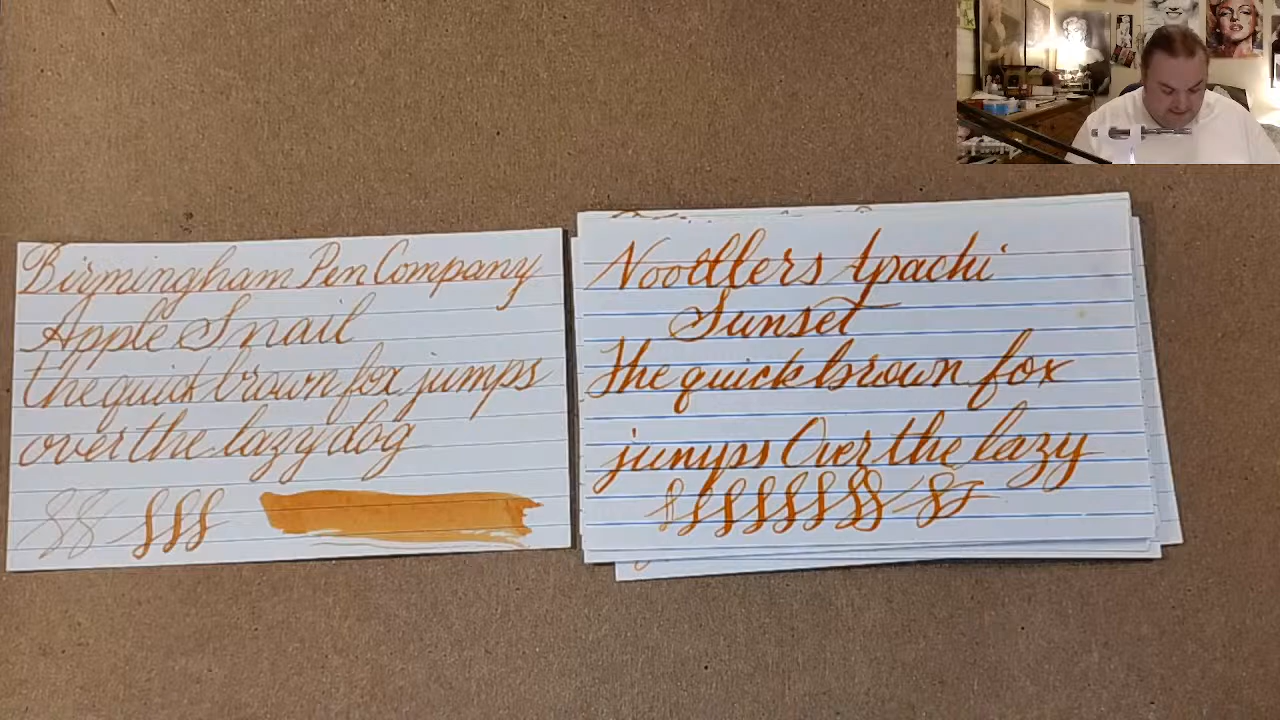 Birmingham Pen Company
Apple Snail
the quick brown fox jumps
over the lazy dog
Noodlers Apachi
Sunset
The quick brown fox
jumps Over the lazy